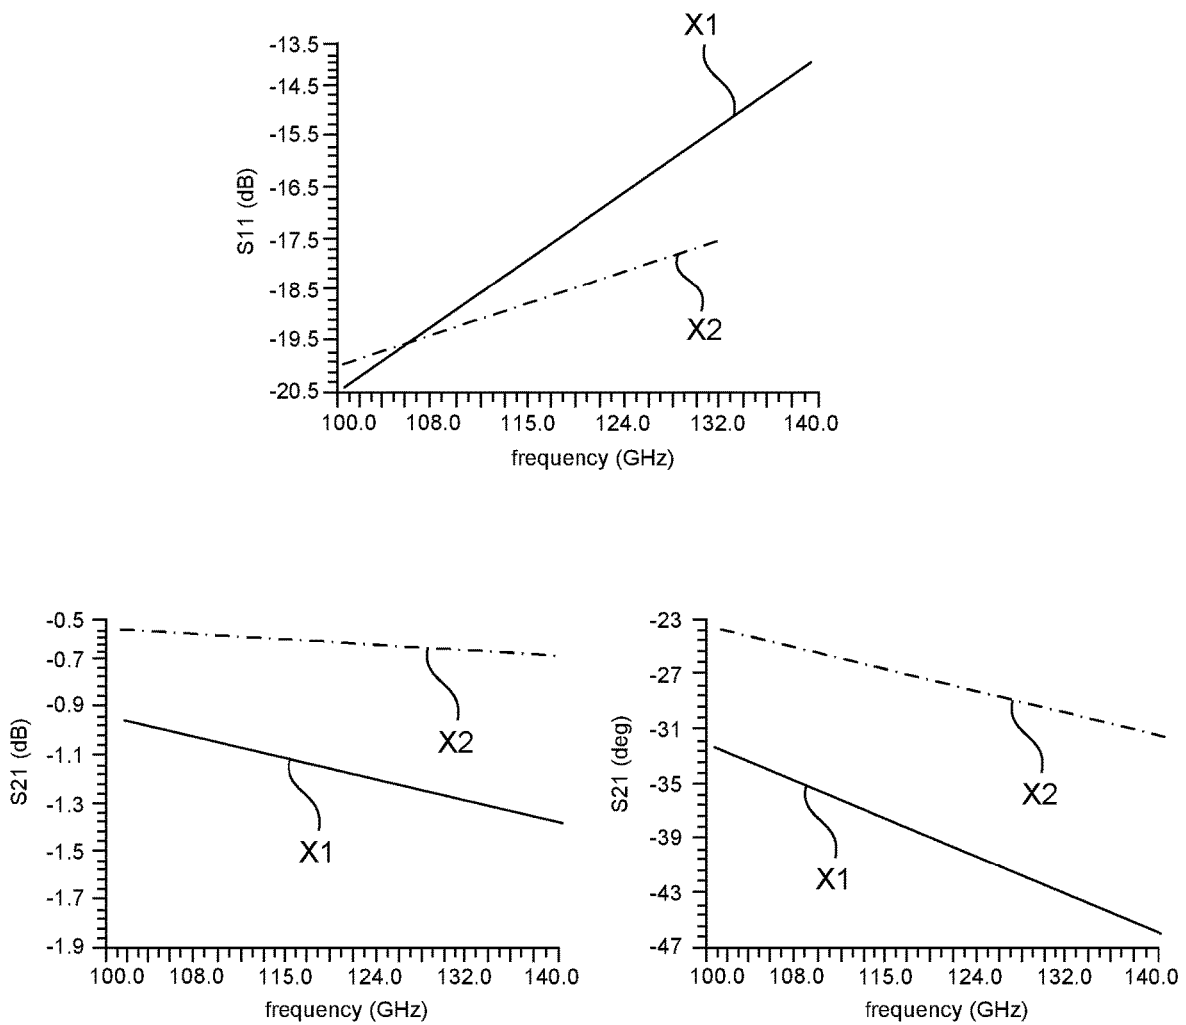 X1
-13.5
-14.5
-15.5
-16.5
-17.5
-18.5
-19.5
-20.5
S11 (dB)
X2
100.0 108.0 115.0 124.0 132.0 140.0
frequency (GHz)
-0.5
-0.7
-0.9
-1.1
-1.3
-1.5
-1.7
-1.9
S21 (dB)
X2
X1
100.0 108.0 115.0 124.0 132.0 140.0
frequency (GHz)
-23
-27
-31
-35
-39
-43
-47
S21 (deg)
X2
X1
100.0 108.0 115.0 124.0 132.0 140.0
frequency (GHz)